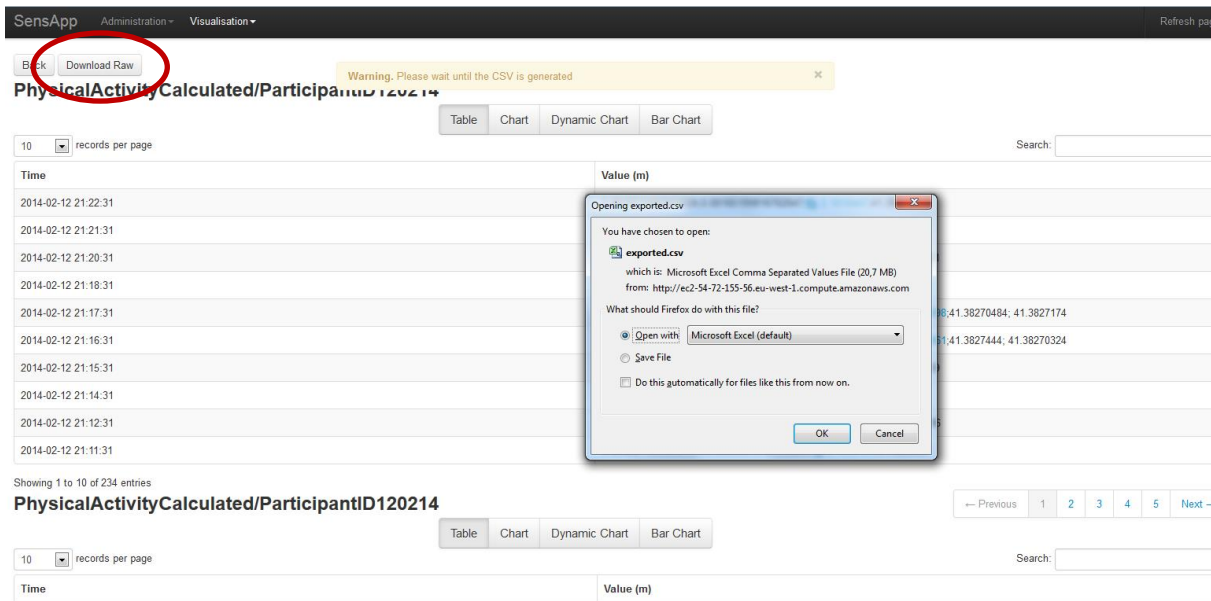 SensApp Administration Visualisation Refresh pa
Back Download Raw
Warning. Please wait until the CSV is generated ×
PhysicalActivityCalculated/ParticipantID120214
Table Chart Dynamic Chart Bar Chart
10 records per page Search:
Time Value (m)
2014-02-12 21:22:31
2014-02-12 21:21:31
2014-02-12 21:20:31
2014-02-12 21:18:31
2014-02-12 21:17:31 ;41.38270484; 41.3827174
2014-02-12 21:16:31 ;41.3827444; 41.38270324
2014-02-12 21:15:31
2014-02-12 21:14:31
2014-02-12 21:12:31
2014-02-12 21:11:31
Opening exported.csv
You have chosen to open:
exported.csv
which is: Microsoft Excel Comma Separated Values File (20,7 MB)
from: http://ec2-54-72-155-56.eu-west-1.compute.amazonaws.com
What should Firefox do with this file?
Open with Microsoft Excel (default)
Save File
Do this automatically for files like this from now on.
OK Cancel
Showing 1 to 10 of 234 entries
← Previous 1 2 3 4 5 Next
PhysicalActivityCalculated/ParticipantID120214
Table Chart Dynamic Chart Bar Chart
10 records per page Search:
Time Value (m)